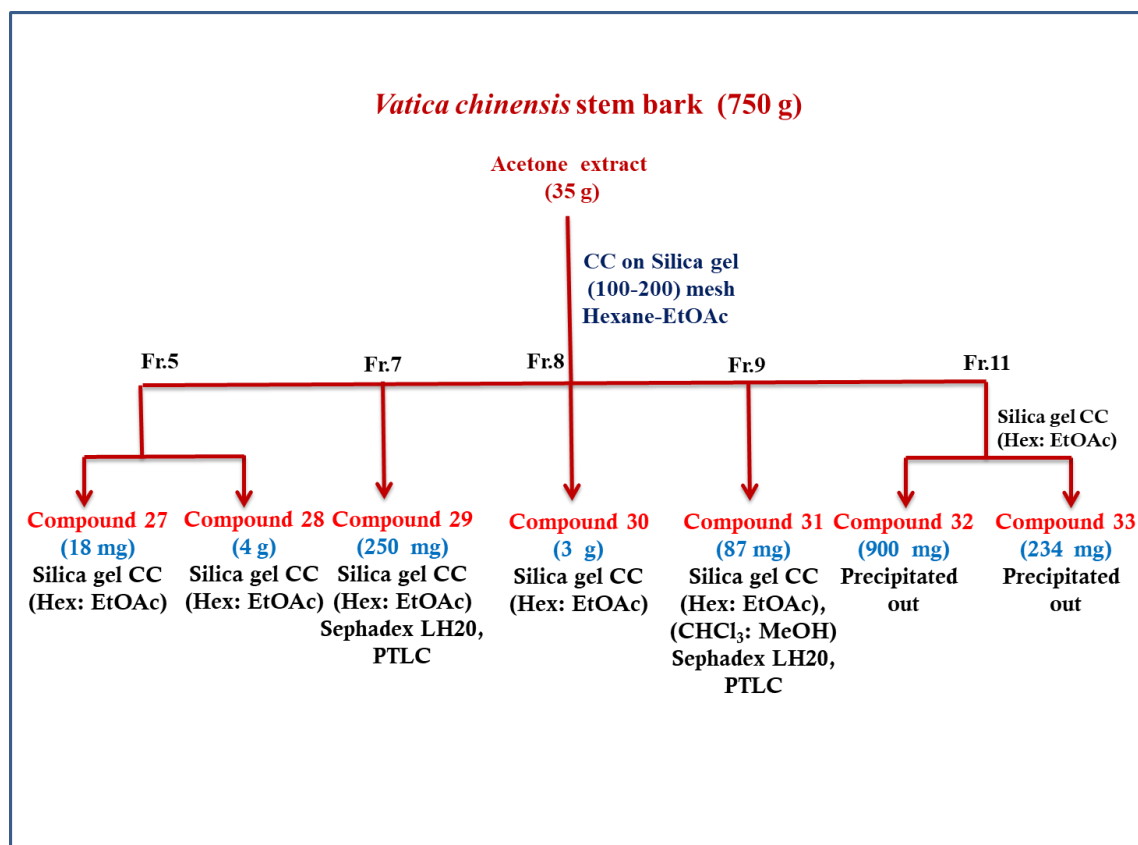 Vatica chinensis stem bark (750 g)
Acetone extract
(35 g)
CC on Silica gel
(100-200) mesh
Hexane-EtOAc
Fr.5
Fr.7
Fr.8
Fr.9
Fr.11
Silica gel CC
(Hex: EtOAc)
Compound 27
(18 mg)
Silica gel CC
(Hex: EtOAc)
Compound 28
(4 g)
Silica gel CC
(Hex: EtOAc)
Compound 29
(250 mg)
Silica gel CC
(Hex: EtOAc)
Sephadex LH20,
PTLC
Compound 30
(3 g)
Silica gel CC
(Hex: EtOAc)
Compound 31
(87 mg)
Silica gel CC
(Hex: EtOAc),
(CHCl₃: MeOH)
Sephadex LH20,
PTLC
Compound 32
(900 mg)
Precipitated
out
Compound 33
(234 mg)
Precipitated
out